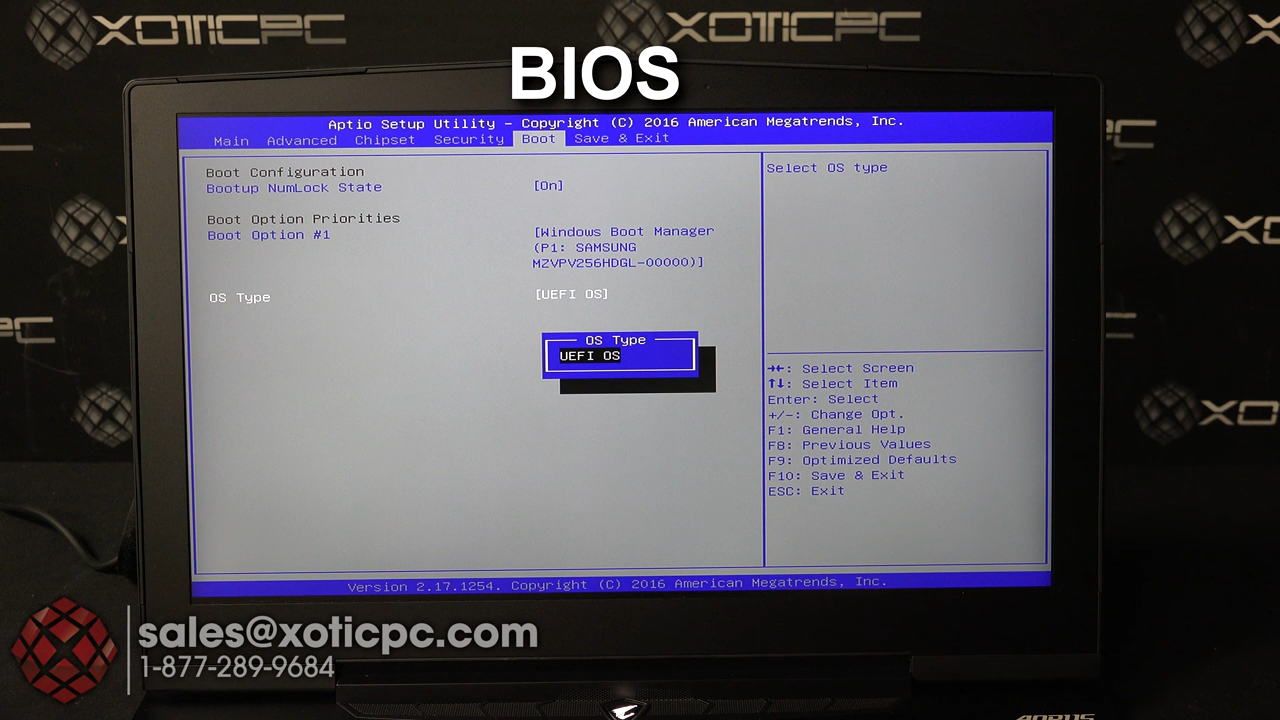 XOTICPC
XOTICPC
BIOS
Aptio Setup Utility – Copyright (C) 2016 American Megatrends, Inc.
Main Advanced Chipset Security Boot Save & Exit
Boot Configuration
Bootup NumLock State [On]
Boot Option Priorities
Boot Option #1 [Windows Boot Manager
(P1: SAMSUNG
MZVPV256HDGL-00000)]
OS Type [UEFI OS]
OS Type
UEFI OS
Select OS type
→←: Select Screen
↑↓: Select Item
Enter: Select
+/-: Change Opt.
F1: General Help
F8: Previous Values
F9: Optimized Defaults
F10: Save & Exit
ESC: Exit
Version 2.17.1254. Copyright (C) 2016 American Megatrends, Inc.
sales@xoticpc.com
1-877-289-9684
AORUS